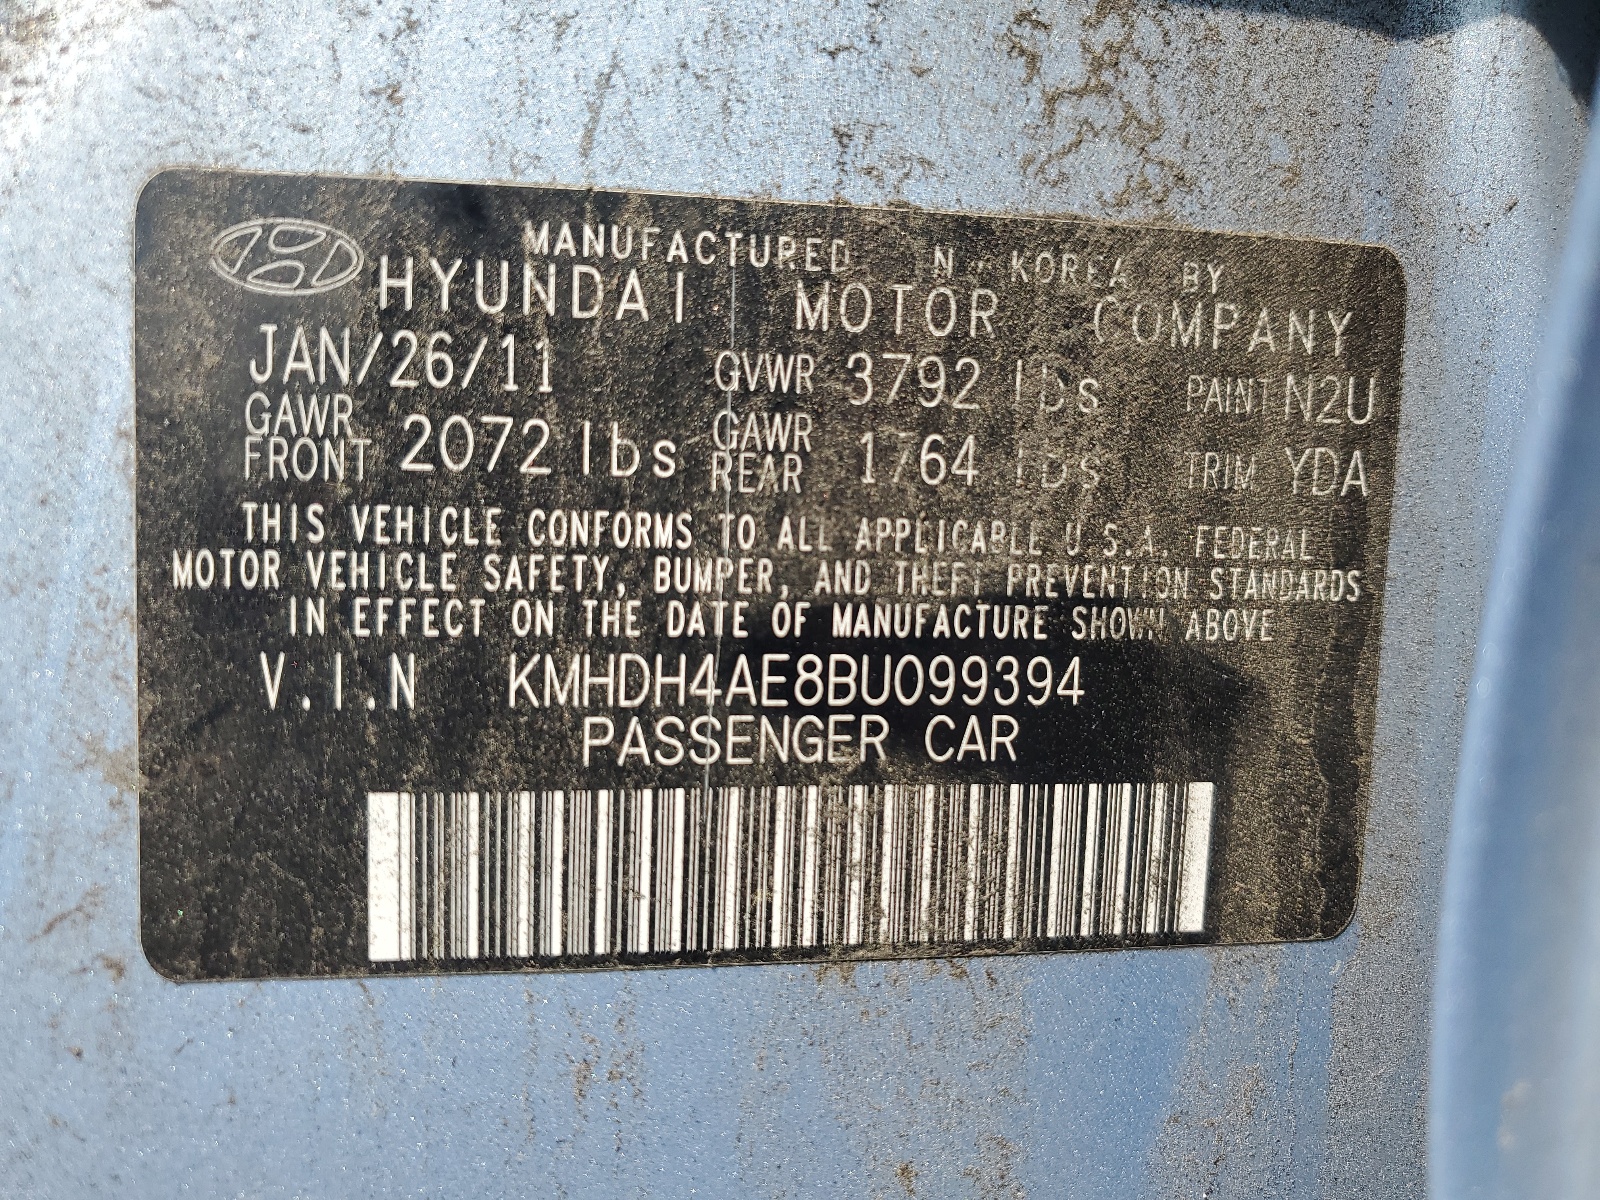 MANUFACTURED IN KOREA BY
HYUNDAI MOTOR COMPANY
JAN/26/11 GVWR 3792 lbs PAINT N2U
GAWR FRONT 2072 lbs GAWR REAR 1764 lbs TRIM YDA
THIS VEHICLE CONFORMS TO ALL APPLICABLE U.S.A. FEDERAL
MOTOR VEHICLE SAFETY, BUMPER, AND THEFT PREVENTION STANDARDS
IN EFFECT ON THE DATE OF MANUFACTURE SHOWN ABOVE
V.I.N KMHDH4AE8BU099394
PASSENGER CAR